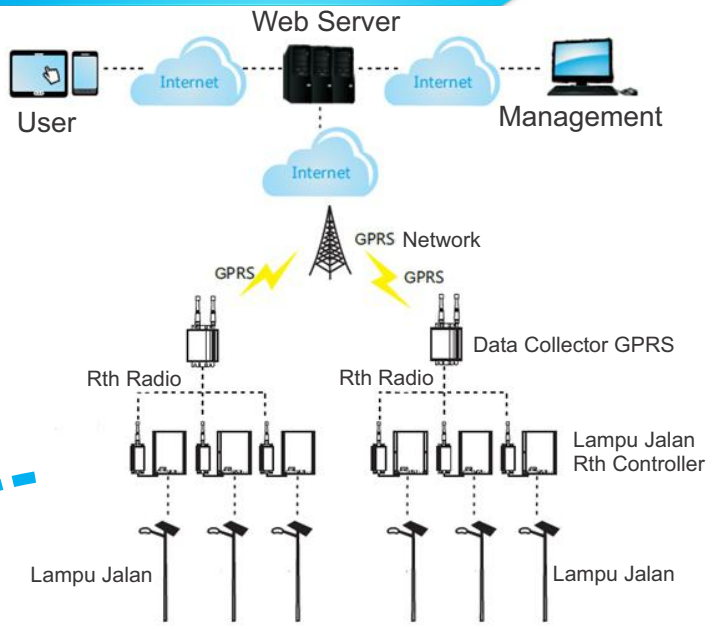 Web Server
Internet
Internet
User
Management
Internet
GPRS Network
GPRS
GPRS
Data Collector GPRS
Rth Radio
Rth Radio
Lampu Jalan
Rth Controller
Lampu Jalan
Lampu Jalan